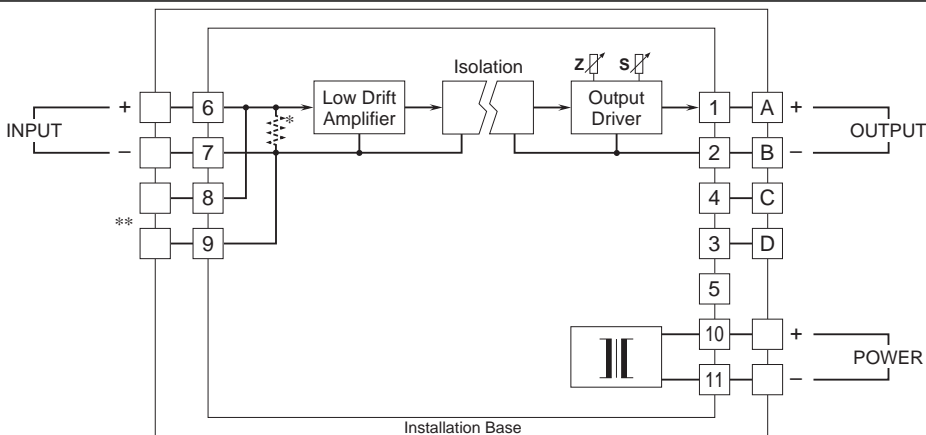 Isolation
Z S
+ 6 Low Drift Amplifier Output Driver 1 A +
INPUT * OUTPUT
– 7 2 B –
8 4 C
**
9 3 D
5
10 +
POWER
11 –
Installation Base